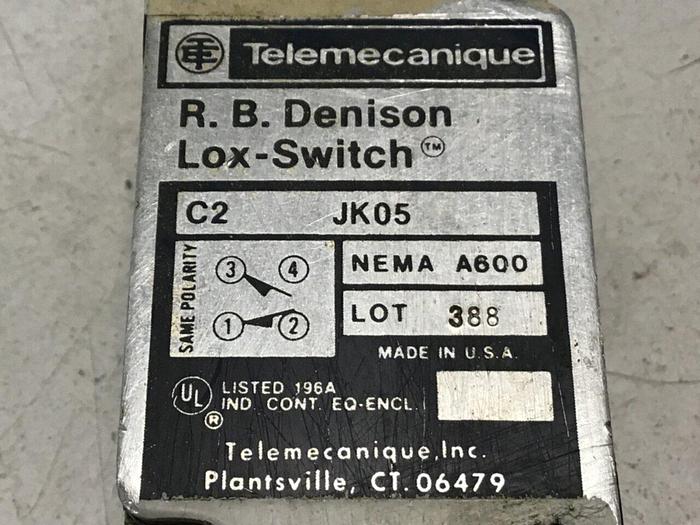 TE Telemecanique
R. B. Denison
Lox-Switch™
C2 JK05
SAME POLARITY
3 4
1 2
NEMA A600
LOT 388
MADE IN U.S.A.
UL® LISTED 196A
IND. CONT. EQ-ENCL.
Telemecanique, Inc.
Plantsville, CT. 06479